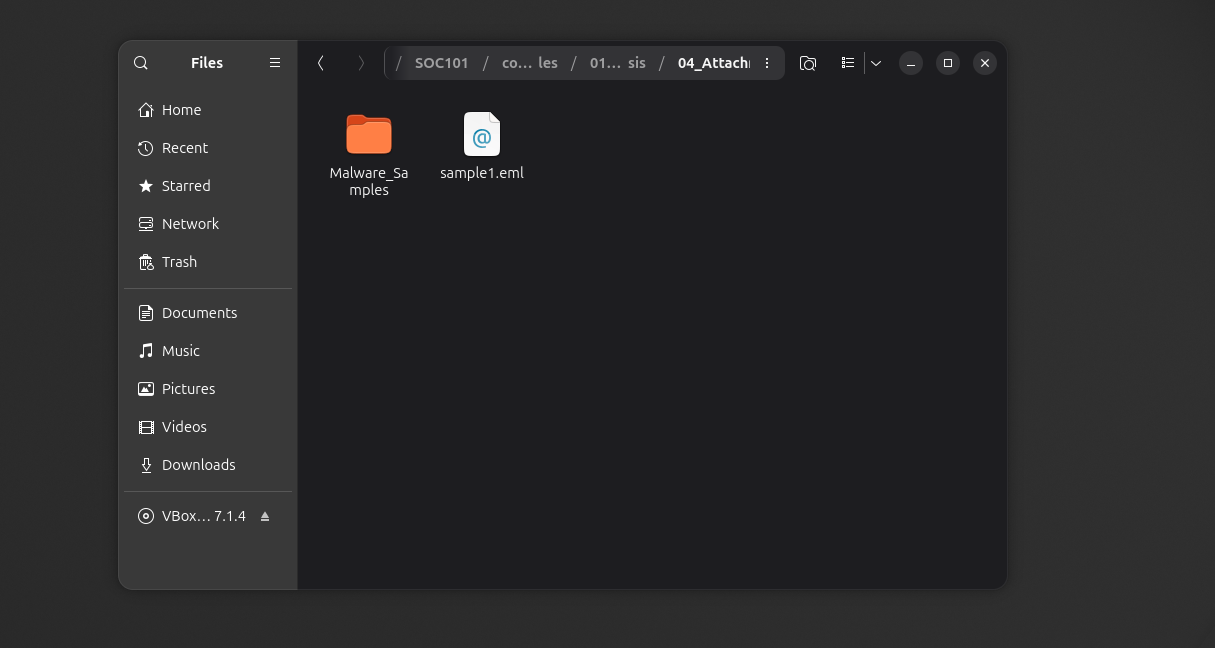 Files
/ SOC101 / co... les / 01... sis / 04_Attach
Home
Recent
Starred
Network
Trash
Documents
Music
Pictures
Videos
Downloads
VBox... 7.1.4
Malware_Sa
mples
@
sample1.eml